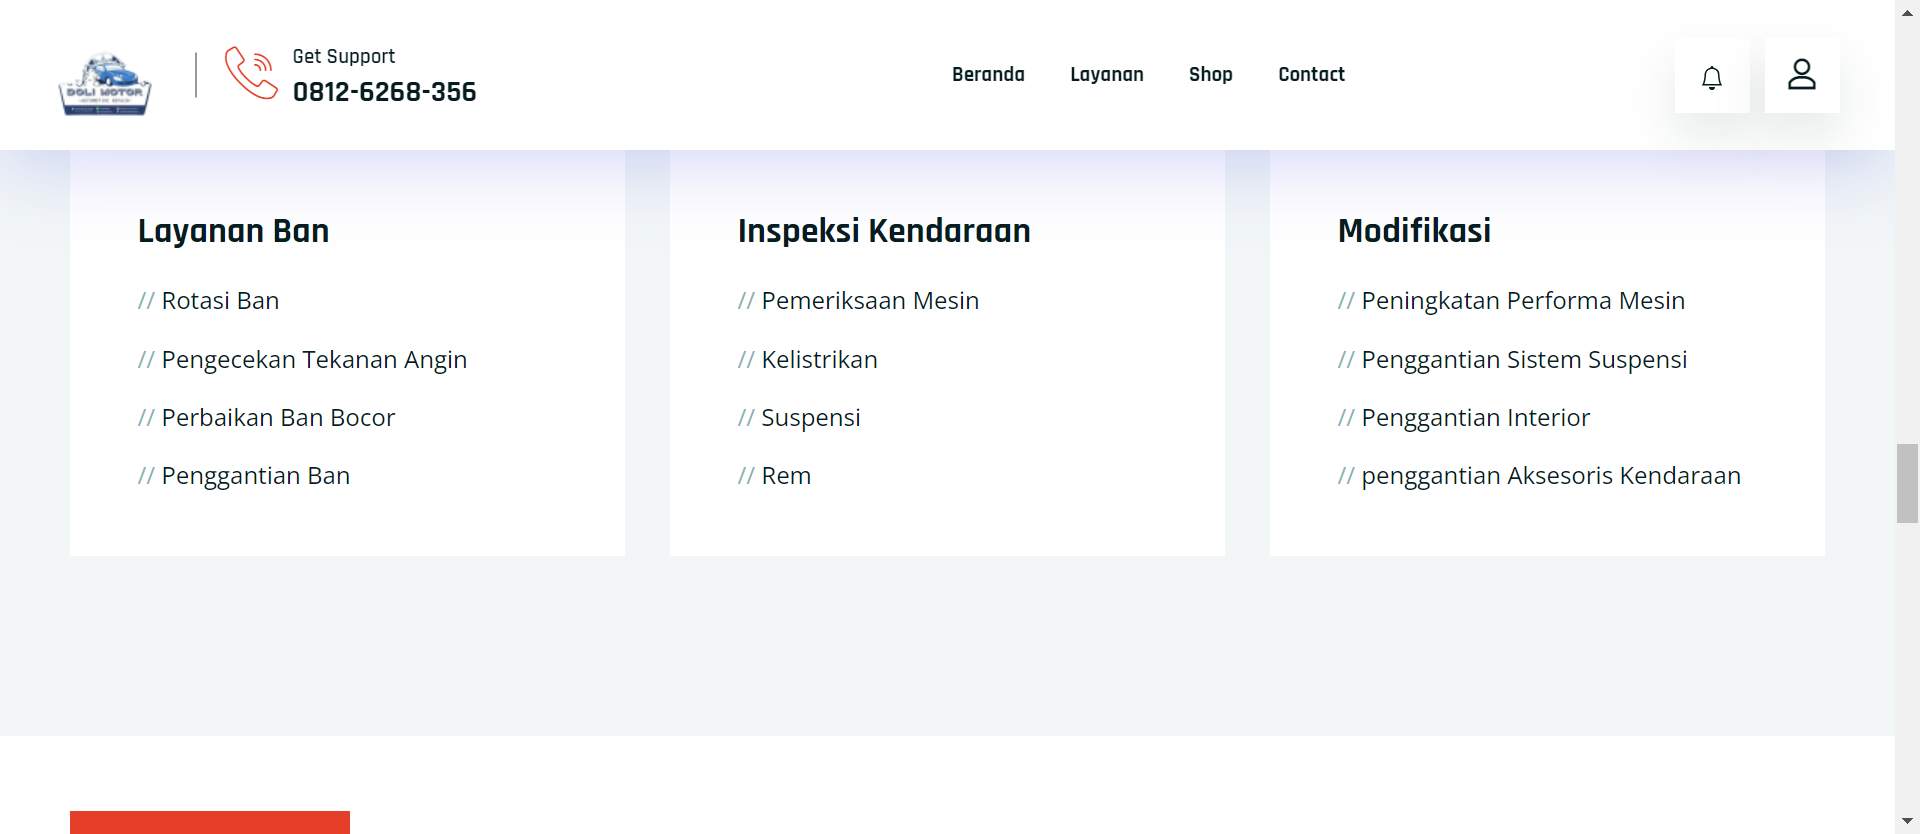 DOLI MOTOR
Get Support
0812-6268-356
Beranda
Layanan
Shop
Contact
Layanan Ban
// Rotasi Ban
// Pengecekan Tekanan Angin
// Perbaikan Ban Bocor
// Penggantian Ban
Inspeksi Kendaraan
// Pemeriksaan Mesin
// Kelistrikan
// Suspensi
// Rem
Modifikasi
// Peningkatan Performa Mesin
// Penggantian Sistem Suspensi
// Penggantian Interior
// penggantian Aksesoris Kendaraan